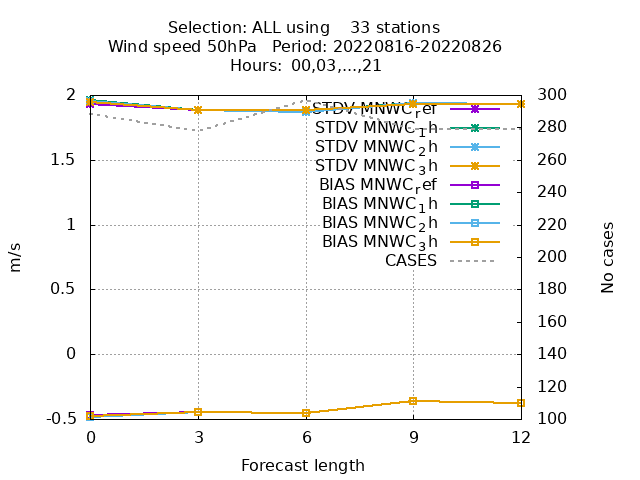 Selection: ALL using 33 stations
Wind speed 50hPa Period: 20220816-20220826
Hours: 00,03,...,21
2
1.5
1
0.5
0
-0.5
m/s
300
280
260
240
220
200
180
160
140
120
100
No cases
STDV MNWC_ref
STDV MNWC_1h
STDV MNWC_2h
STDV MNWC_3h
BIAS MNWC_ref
BIAS MNWC_1h
BIAS MNWC_2h
BIAS MNWC_3h
CASES
0 3 6 9 12
Forecast length